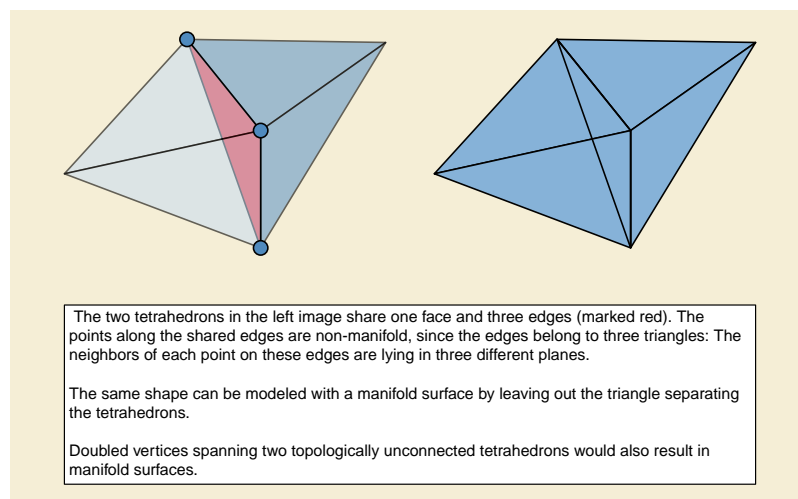 The two tetrahedrons in the left image share one face and three edges (marked red). The
points along the shared edges are non-manifold, since the edges belong to three triangles: The
neighbors of each point on these edges are lying in three different planes.
The same shape can be modeled with a manifold surface by leaving out the triangle separating
the tetrahedrons.
Doubled vertices spanning two topologically unconnected tetrahedrons would also result in
manifold surfaces.